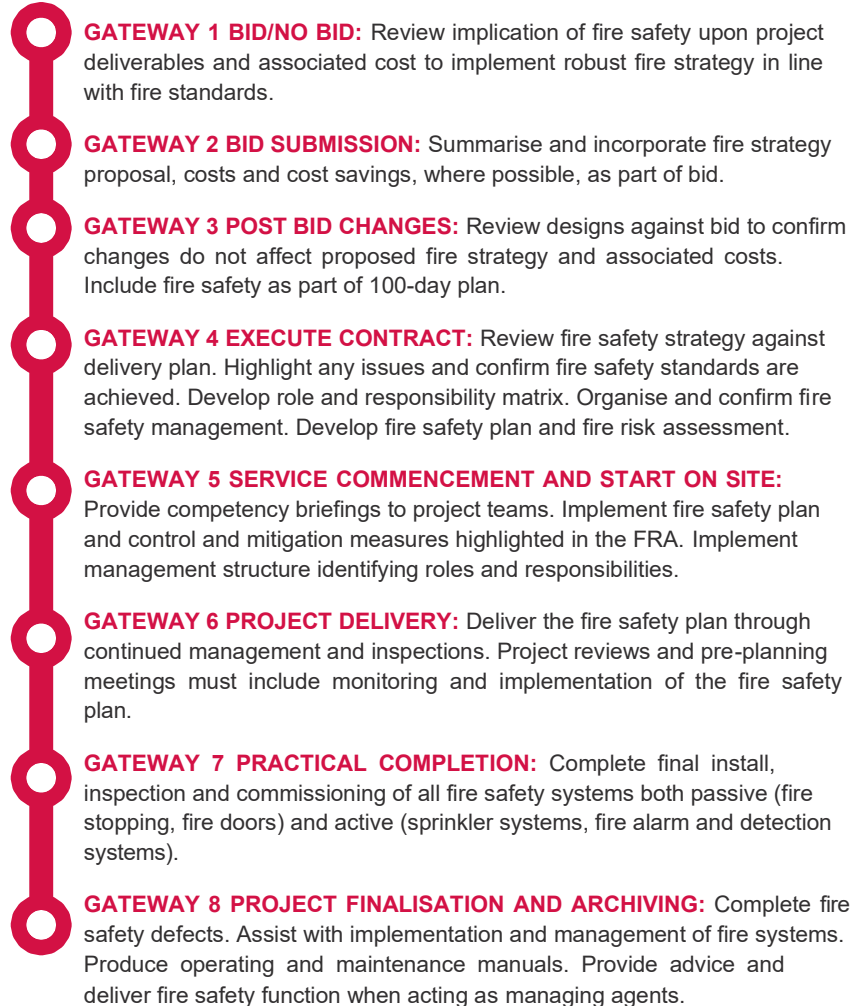 GATEWAY 1 BID/NO BID: Review implication of fire safety upon project
deliverables and associated cost to implement robust fire strategy in line
with fire standards.
GATEWAY 2 BID SUBMISSION: Summarise and incorporate fire strategy
proposal, costs and cost savings, where possible, as part of bid.
GATEWAY 3 POST BID CHANGES: Review designs against bid to confirm
changes do not affect proposed fire strategy and associated costs.
Include fire safety as part of 100-day plan.
GATEWAY 4 EXECUTE CONTRACT: Review fire safety strategy against
delivery plan. Highlight any issues and confirm fire safety standards are
achieved. Develop role and responsibility matrix. Organise and confirm fire
safety management. Develop fire safety plan and fire risk assessment.
GATEWAY 5 SERVICE COMMENCEMENT AND START ON SITE:
Provide competency briefings to project teams. Implement fire safety plan
and control and mitigation measures highlighted in the FRA. Implement
management structure identifying roles and responsibilities.
GATEWAY 6 PROJECT DELIVERY: Deliver the fire safety plan through
continued management and inspections. Project reviews and pre-planning
meetings must include monitoring and implementation of the fire safety
plan.
GATEWAY 7 PRACTICAL COMPLETION: Complete final install,
inspection and commissioning of all fire safety systems both passive (fire
stopping, fire doors) and active (sprinkler systems, fire alarm and detection
systems).
GATEWAY 8 PROJECT FINALISATION AND ARCHIVING: Complete fire
safety defects. Assist with implementation and management of fire systems.
Produce operating and maintenance manuals. Provide advice and
deliver fire safety function when acting as managing agents.